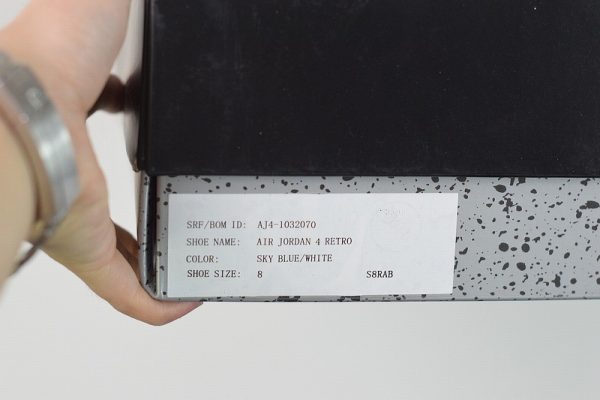 SRF/BOM ID: AJ4-1032070
SHOE NAME: AIR JORDAN 4 RETRO
COLOR: SKY BLUE/WHITE
SHOE SIZE: 8 S8RAB